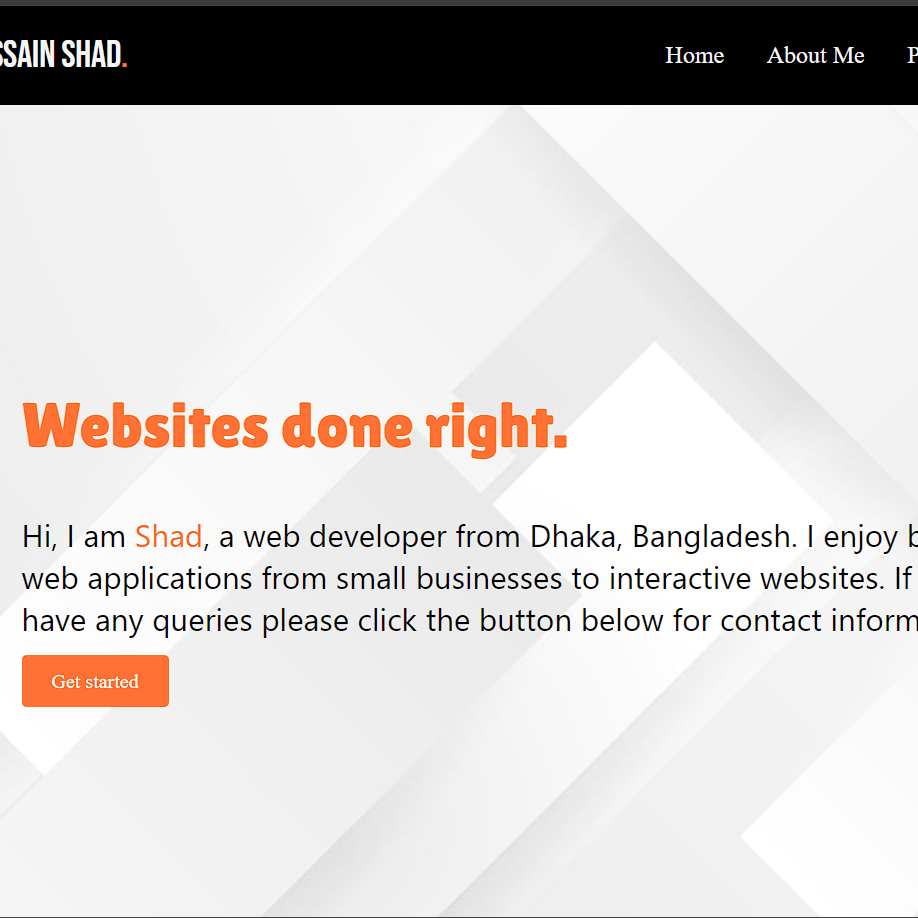 SSAIN SHAD.
Home About Me
Websites done right.
Hi, I am Shad, a web developer from Dhaka, Bangladesh. I enjoy b
web applications from small businesses to interactive websites. If
have any queries please click the button below for contact inform
Get started